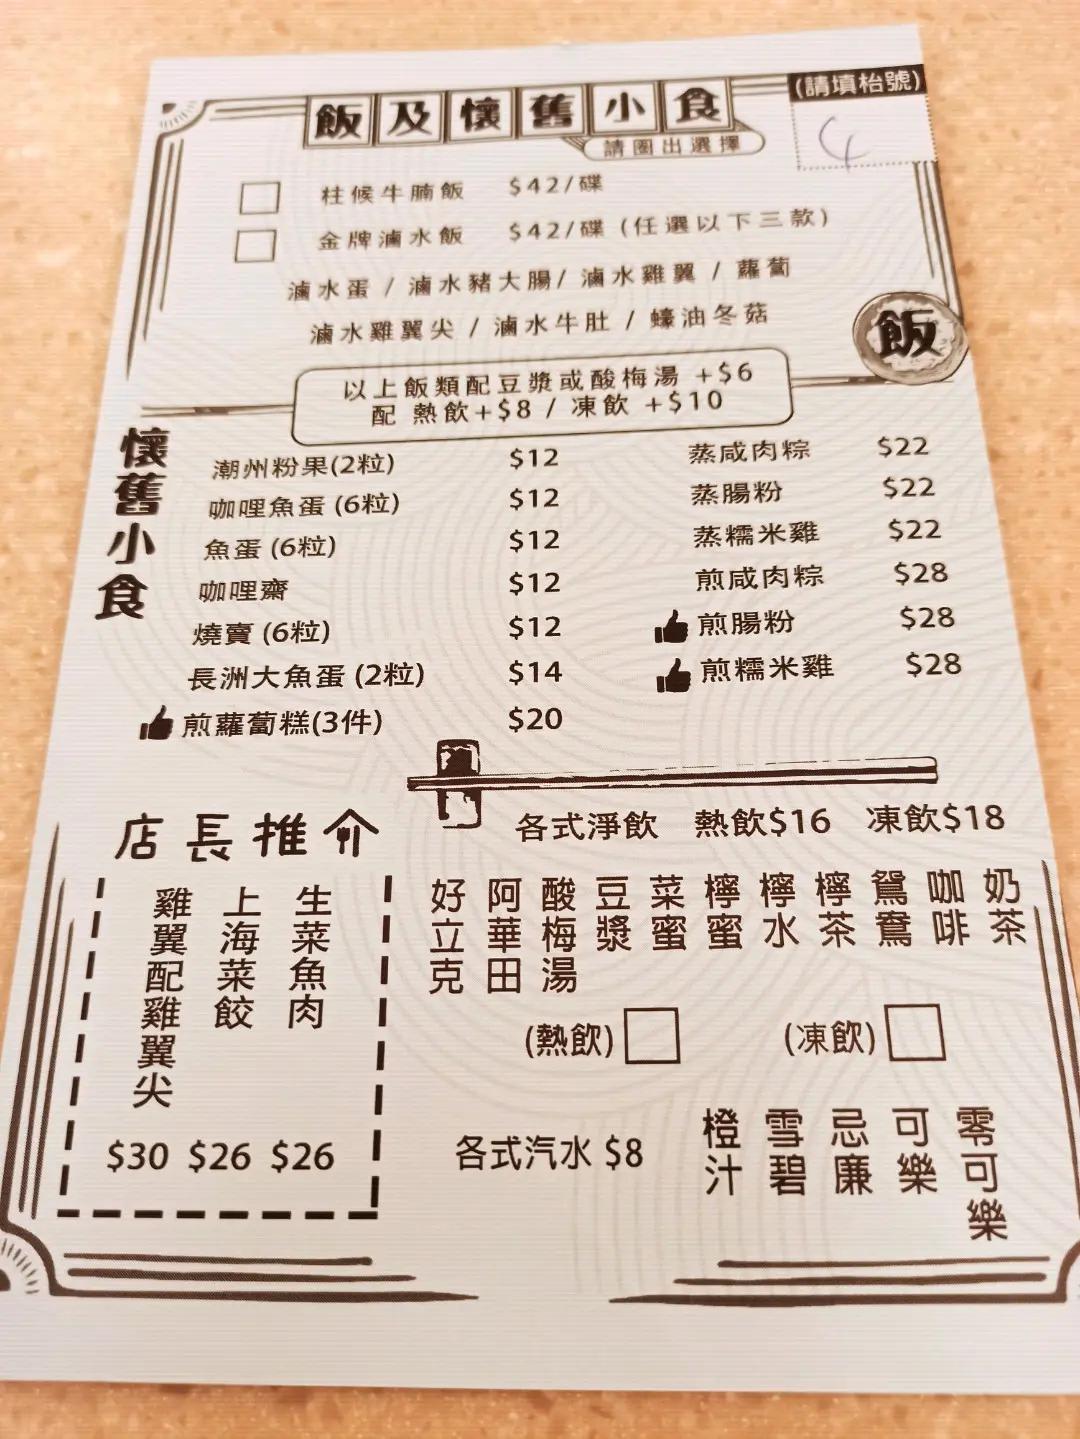 飯及懷舊小食
(請填枱號)
4
請圈出選擇
柱候牛腩飯 $42/碟
金牌滷水飯 $42/碟 (任選以下三款)
滷水蛋 / 滷水豬大腸/ 滷水雞翼 / 蘿蔔
滷水雞翼尖 / 滷水牛肚 / 蠔油冬菇
飯
以上飯類配豆漿或酸梅湯 +$6
配 熱飲+$8 / 凍飲 +$10
懷舊小食
潮州粉果(2粒) $12
咖哩魚蛋 (6粒) $12
魚蛋 (6粒) $12
咖哩齋 $12
燒賣 (6粒) $12
長洲大魚蛋 (2粒) $14
煎蘿蔔糕(3件) $20
蒸咸肉粽 $22
蒸腸粉 $22
蒸糯米雞 $22
煎咸肉粽 $28
煎腸粉 $28
煎糯米雞 $28
店長推介
生菜魚肉
上海菜餃
雞翼配雞翼尖
$30 $26 $26
各式淨飲 熱飲$16 凍飲$18
奶茶
咖啡
鴛鴦
檸茶
檸水
檸蜜
菜蜜
豆漿
酸梅湯
阿華田
好立克
(熱飲) (凍飲)
各式汽水 $8
零可樂
可樂
忌廉
雪碧
橙汁